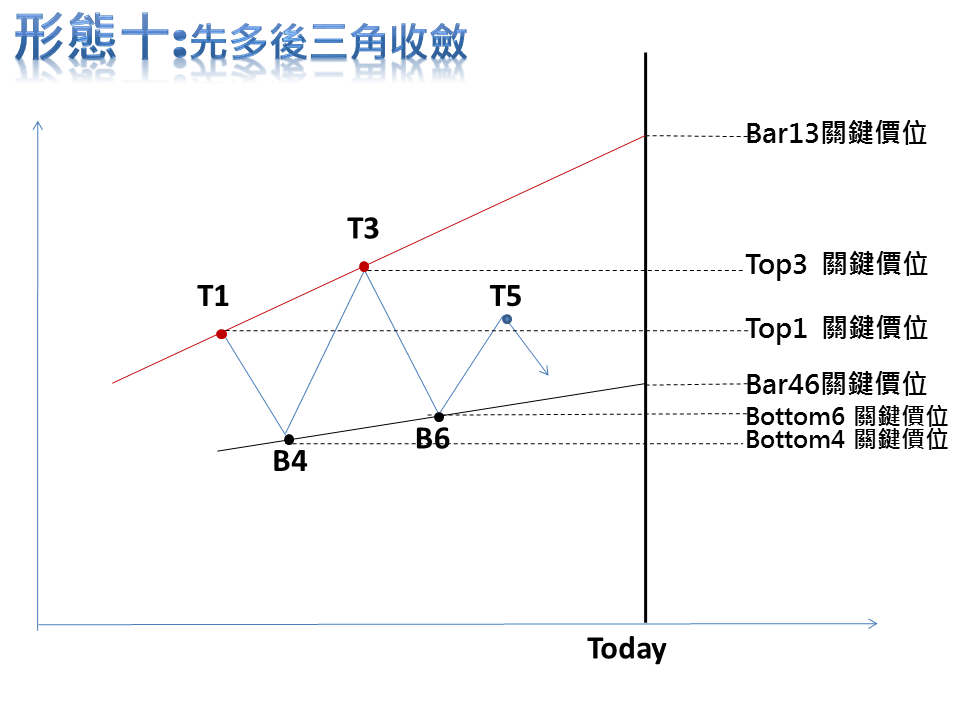 形態十:先多後三角收斂
Bar13關鍵價位
T3
Top3 關鍵價位
T1
T5
Top1 關鍵價位
Bar46關鍵價位
Bottom6 關鍵價位
B6
Bottom4 關鍵價位
B4
Today